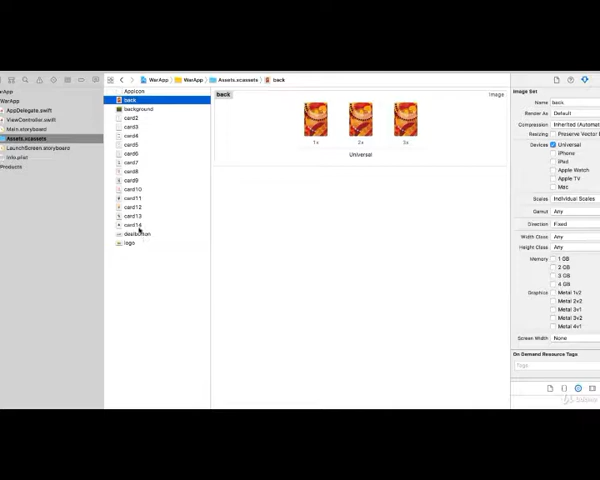 WarApp
WarApp
Assets.xcassets
back
WarApp
AppDelegate.swift
ViewController.swift
Main.storyboard
Assets.xcassets
LaunchScreen.storyboard
Info.plist
Products
AppIcon
back
background
card2
card3
card4
card5
card6
card7
card8
card9
card10
card11
card12
card13
card14
logo
back
Image
1x
2x
3x
Universal
Image Set
Name
back
Render As
Default
Compression
Inherited (Automat
Resizing
Preserve Vector
Devices
Universal
iPhone
iPad
Apple Watch
Apple TV
Mac
Scales
Individual Scales
Gamut
Any
Direction
Fixed
Width Class
Any
Height Class
Any
Memory
1 GB
2 GB
3 GB
4 GB
Graphics
Metal 1v2
Metal 2v2
Metal 3v1
Metal 3v2
Metal 4v1
Screen Width
None
On Demand Resource Tags
Tags